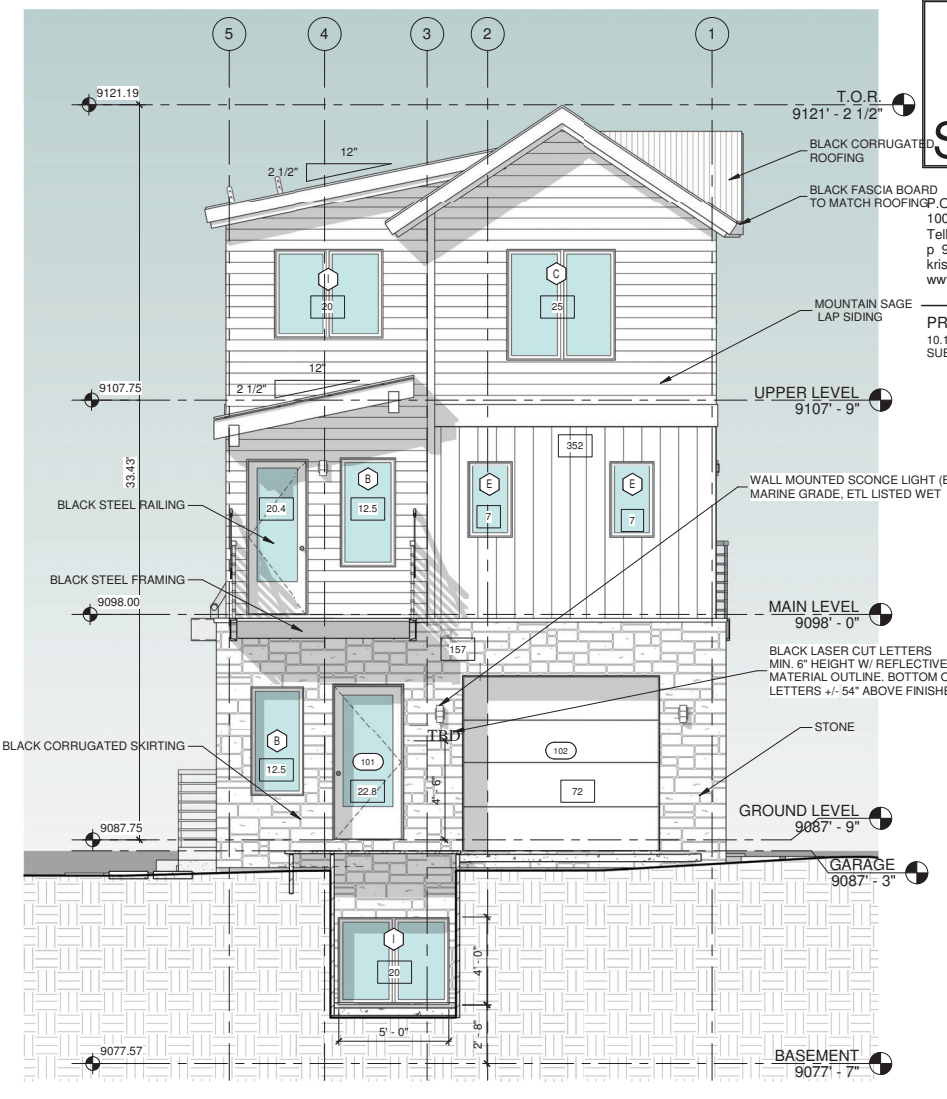 5
4
3
2
1
9121.19
T.O.R.
9121' - 2 1/2"
12"
2 1/2"
BLACK CORRUGATED
ROOFING
S
BLACK FASCIA BOARD
TO MATCH ROOFING
P.O
100
Tell
p 9
kris
www
I
20
C
25
MOUNTAIN SAGE
LAP SIDING
PR
10.1
SUB
12"
2 1/2"
9107.75
UPPER LEVEL
9107' - 9"
352
33.43'
B
E
E
20.4
12.5
7
7
WALL MOUNTED SCONCE LIGHT (E
MARINE GRADE, ETL LISTED WET
BLACK STEEL RAILING
BLACK STEEL FRAMING
9098.00
MAIN LEVEL
9098' - 0"
157
BLACK LASER CUT LETTERS
MIN. 6" HEIGHT W/ REFLECTIVE
MATERIAL OUTLINE. BOTTOM O
LETTERS +/- 54" ABOVE FINISHE
STONE
BLACK CORRUGATED SKIRTING
B
12.5
101
22.8
TBD
4' - 6"
102
72
9087.75
GROUND LEVEL
9087' - 9"
GARAGE
9087' - 3"
I
20
4' - 0"
5' - 0"
2' - 8"
9077.57
BASEMENT
9077' - 7"